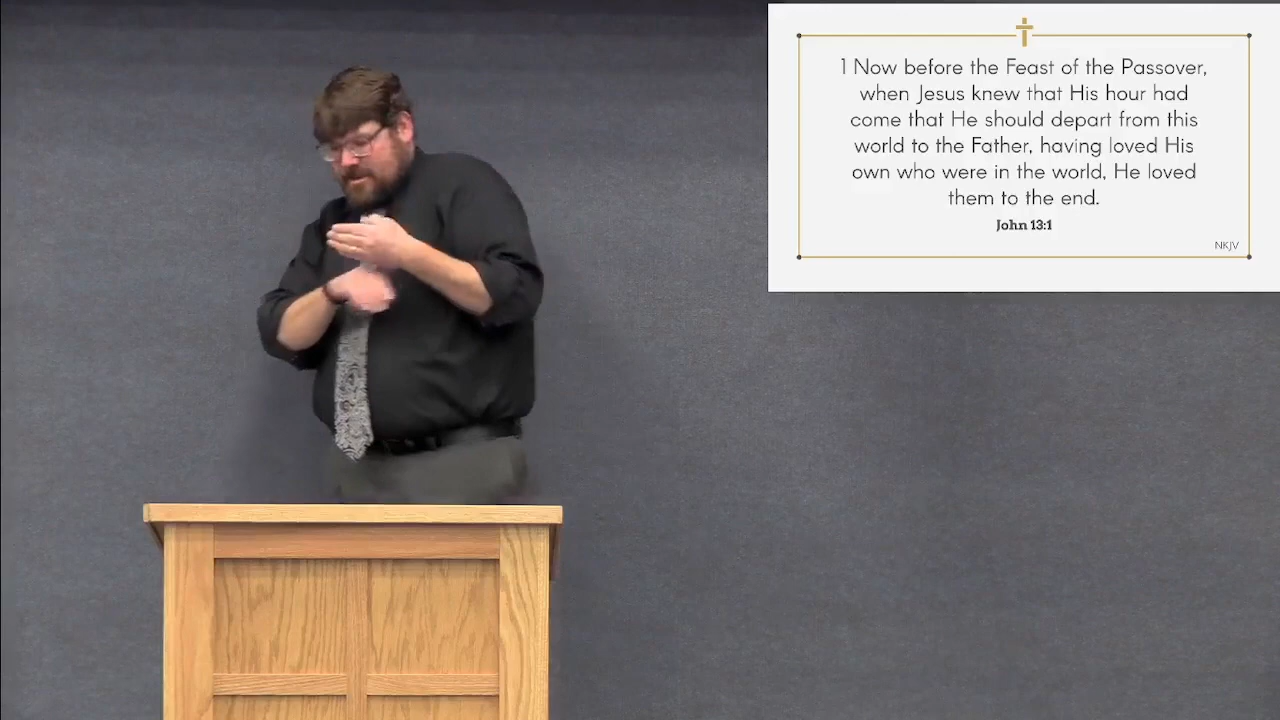 1 Now before the Feast of the Passover,
when Jesus knew that His hour had
come that He should depart from this
world to the Father, having loved His
own who were in the world, He loved
them to the end.
John 13:1
NKJV